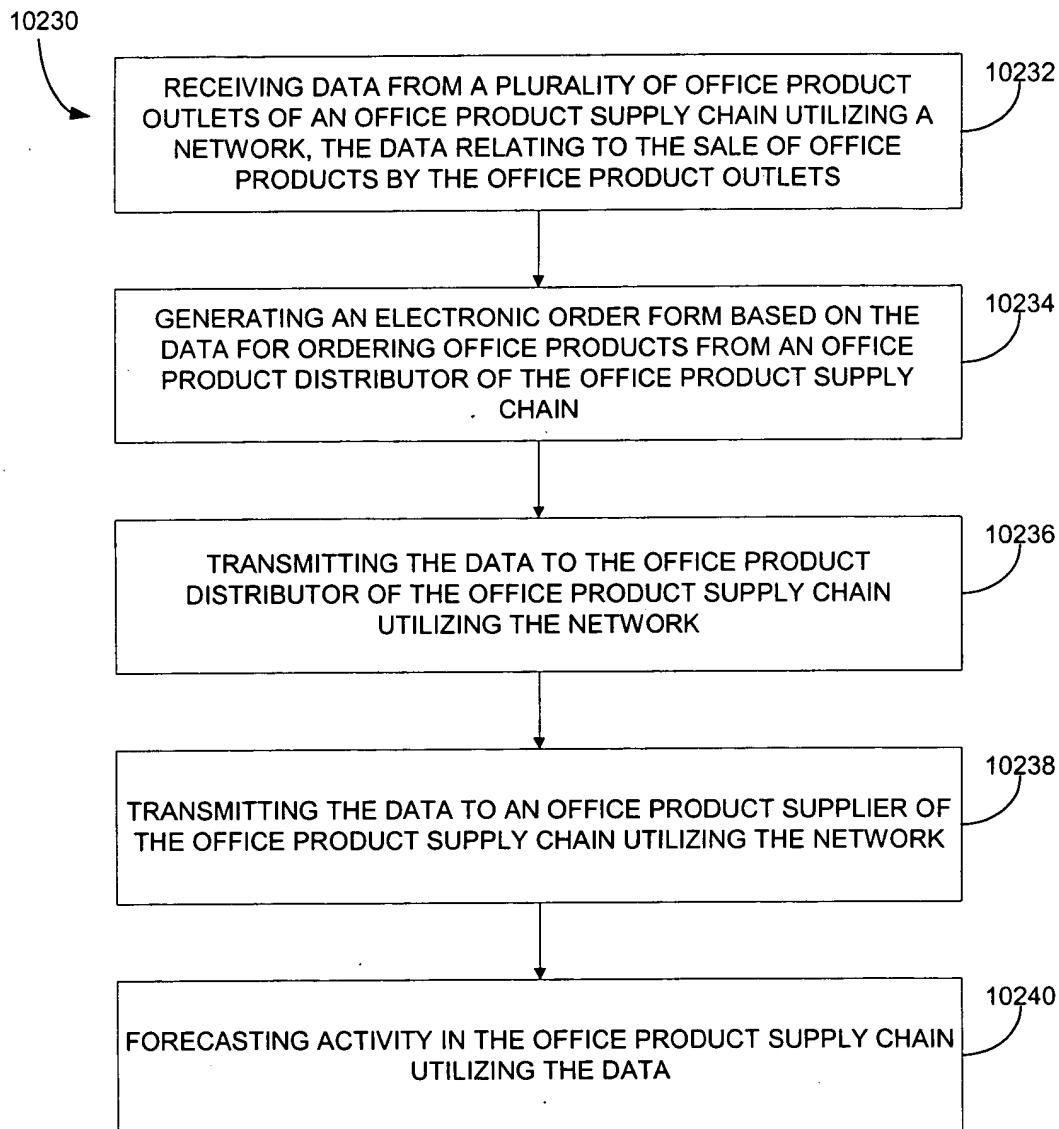 10230
10232
RECEIVING DATA FROM A PLURALITY OF OFFICE PRODUCT
OUTLETS OF AN OFFICE PRODUCT SUPPLY CHAIN UTILIZING A
NETWORK, THE DATA RELATING TO THE SALE OF OFFICE
PRODUCTS BY THE OFFICE PRODUCT OUTLETS
10234
GENERATING AN ELECTRONIC ORDER FORM BASED ON THE
DATA FOR ORDERING OFFICE PRODUCTS FROM AN OFFICE
PRODUCT DISTRIBUTOR OF THE OFFICE PRODUCT SUPPLY
CHAIN
10236
TRANSMITTING THE DATA TO THE OFFICE PRODUCT
DISTRIBUTOR OF THE OFFICE PRODUCT SUPPLY CHAIN
UTILIZING THE NETWORK
10238
TRANSMITTING THE DATA TO AN OFFICE PRODUCT SUPPLIER OF
THE OFFICE PRODUCT SUPPLY CHAIN UTILIZING THE NETWORK
10240
FORECASTING ACTIVITY IN THE OFFICE PRODUCT SUPPLY CHAIN
UTILIZING THE DATA